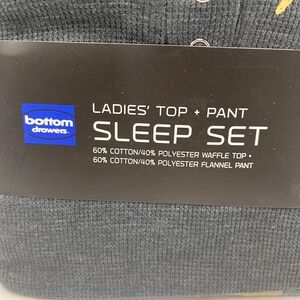 bottom
drawers
LADIES' TOP + PANT
SLEEP SET
60% COTTON/40% POLYESTER WAFFLE TOP •
60% COTTON/40% POLYESTER FLANNEL PANT